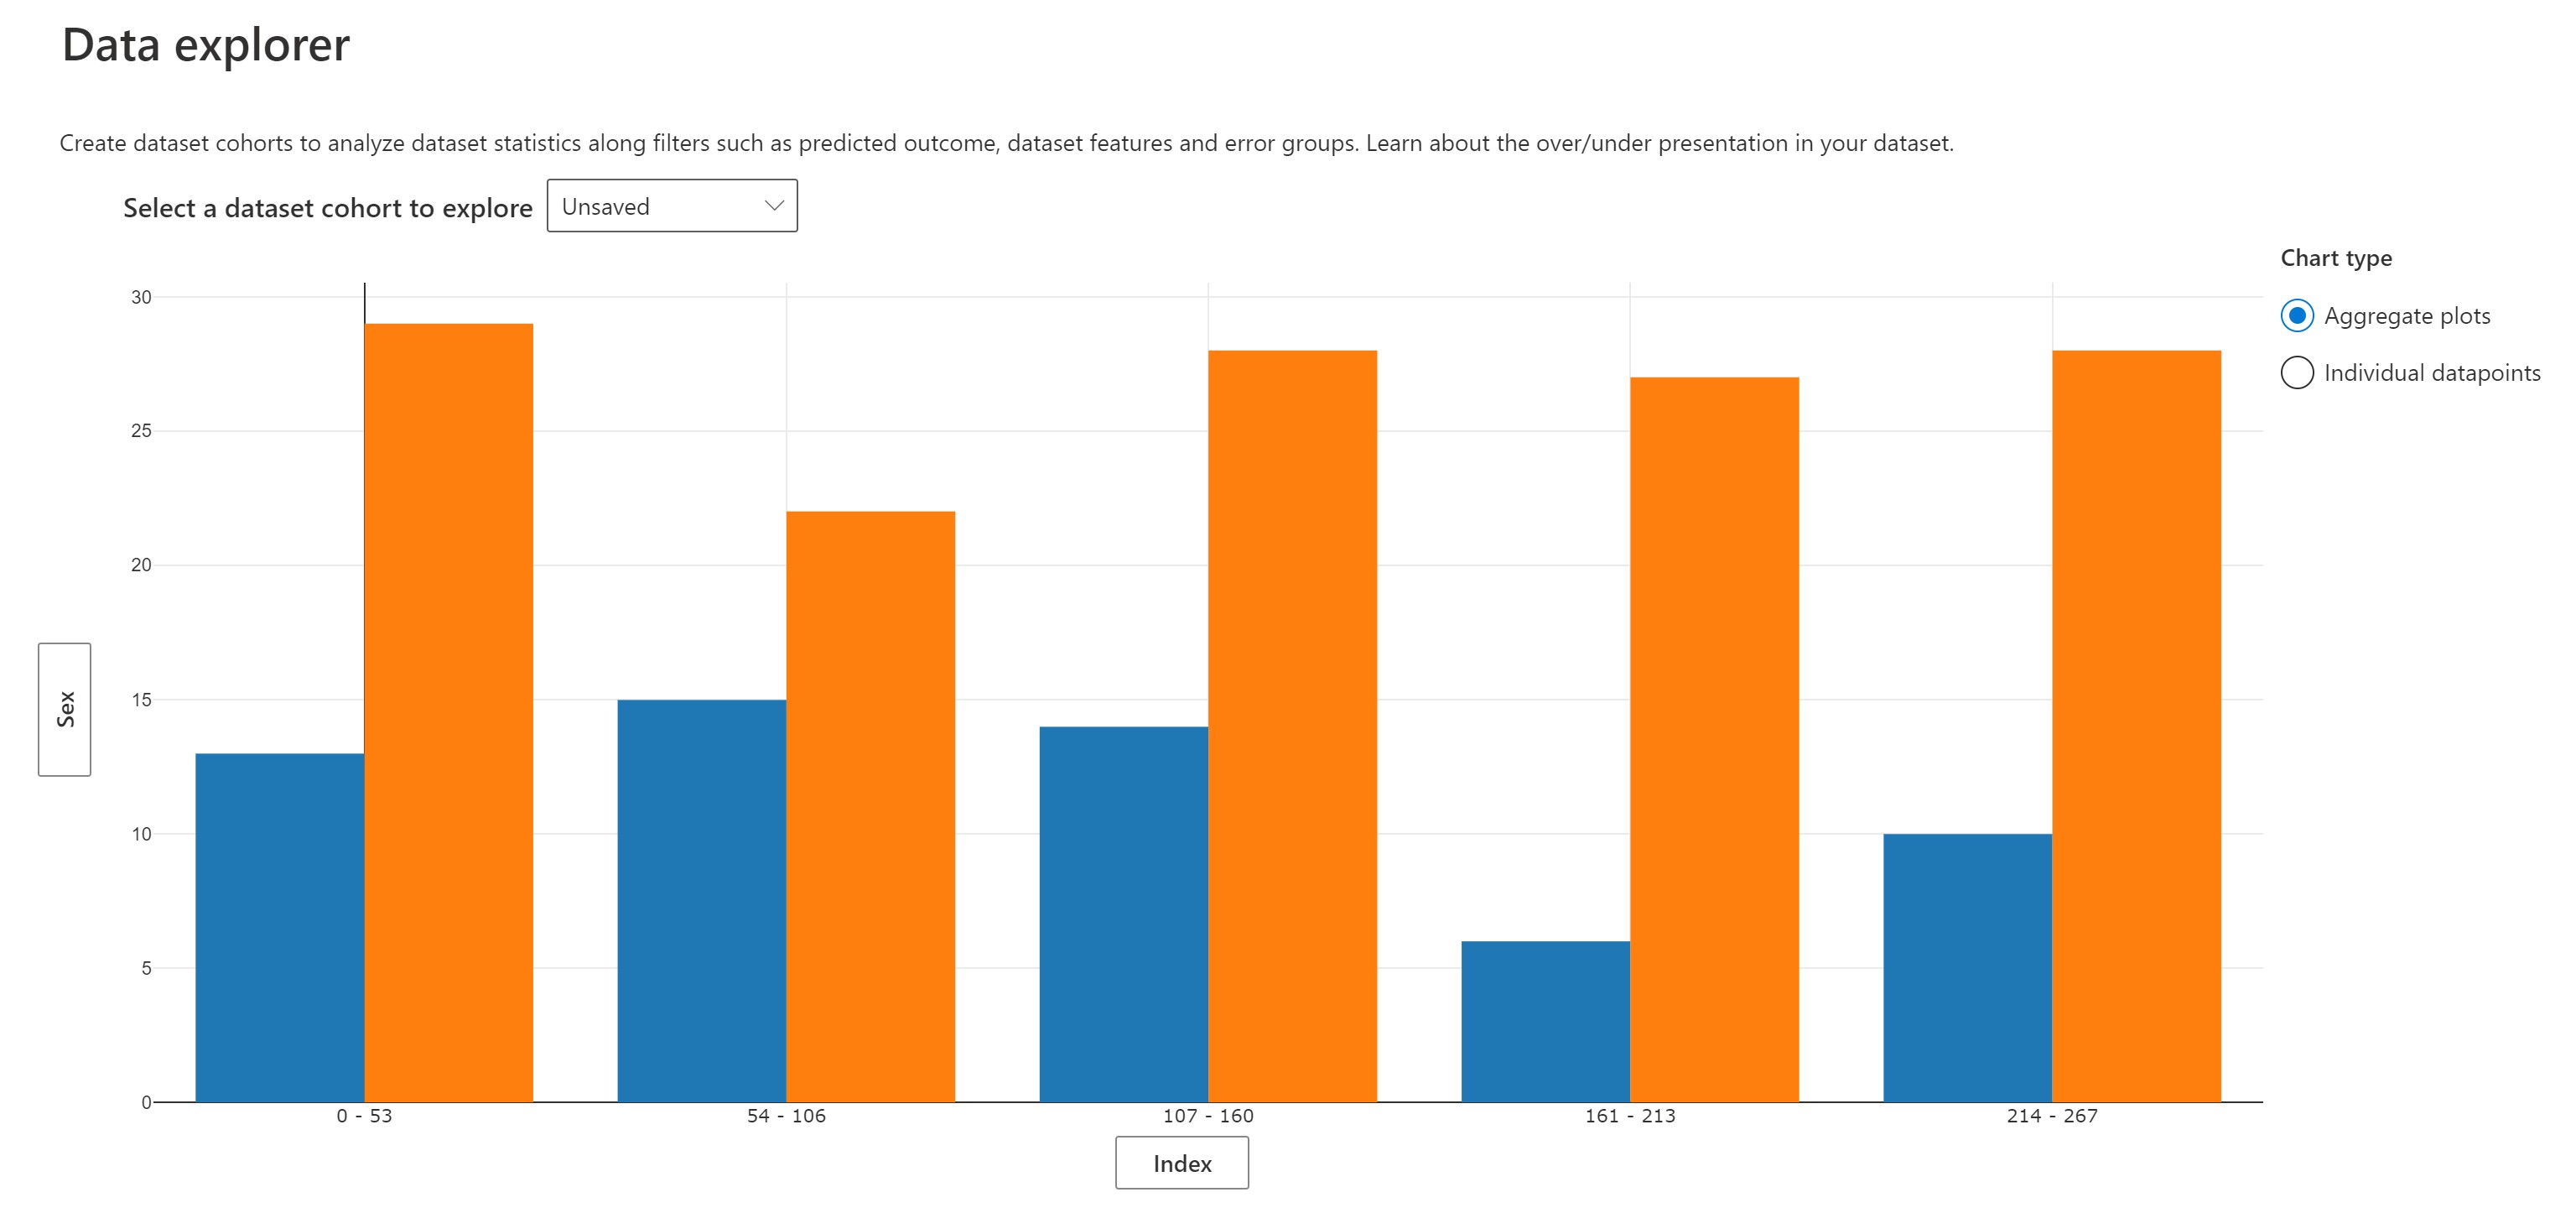 Data explorer
Create dataset cohorts to analyze dataset statistics along filters such as predicted outcome, dataset features and error groups. Learn about the over/under presentation in your dataset.
Select a dataset cohort to explore Unsaved
Chart type
Aggregate plots
Individual datapoints
30
25
20
15
10
5
0
Sex
0 - 53 54 - 106 107 - 160 161 - 213 214 - 267
Index